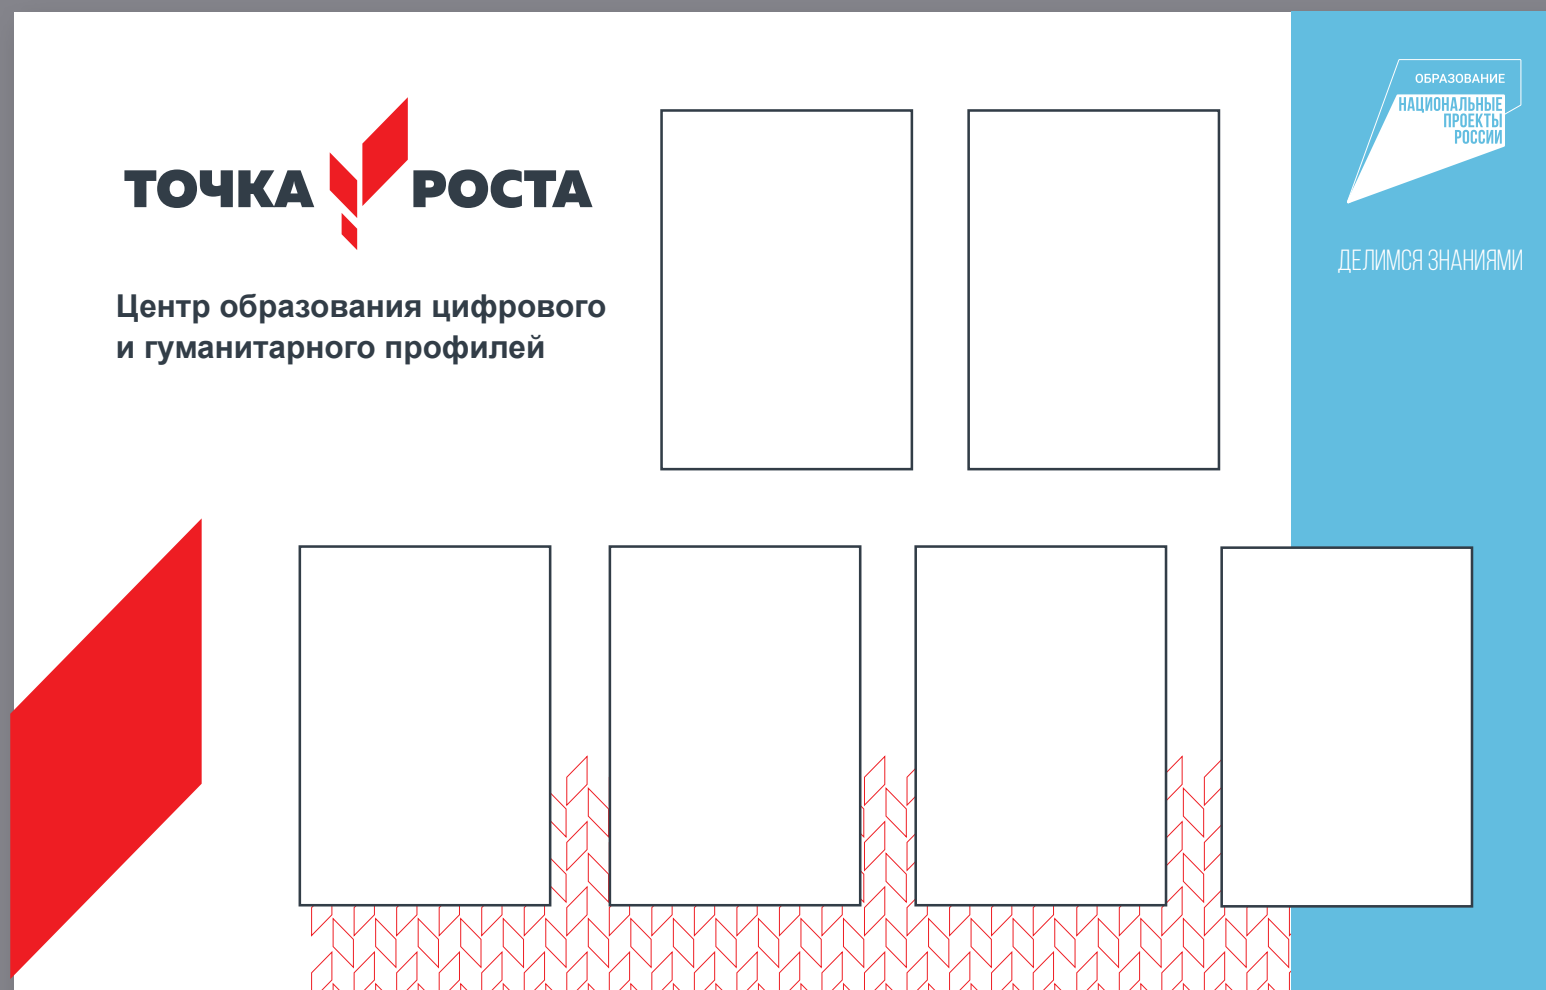 ТОЧКА РОСТА
Центр образования цифрового
и гуманитарного профилей
ОБРАЗОВАНИЕ
НАЦИОНАЛЬНЫЕ
ПРОЕКТЫ
РОССИИ
ДЕЛИМСЯ ЗНАНИЯМИ